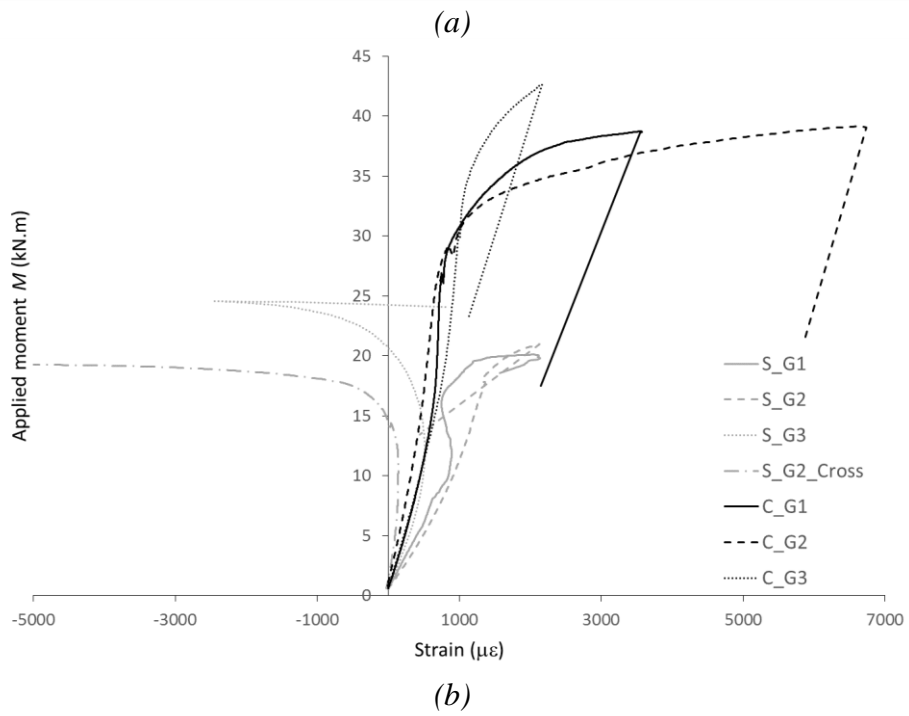 (a)
45
40
35
30
25
20
15
10
5
0
-5000 -3000 -1000 1000 3000 5000 7000
Applied moment M (kN.m)
Strain (με)
S_G1
S_G2
S_G3
S_G2_Cross
C_G1
C_G2
C_G3
(b)